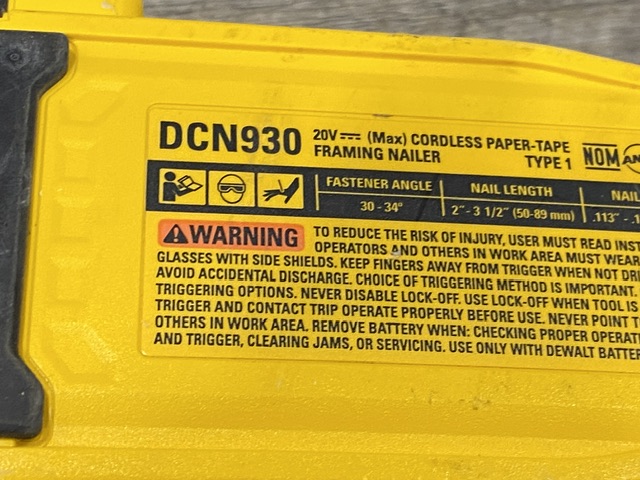 DCN930 20V (Max) CORDLESS PAPER-TAPE
FRAMING NAILER TYPE 1 NOM
FASTENER ANGLE NAIL LENGTH
30 - 34° 2" - 3 1/2" (50-89 mm) .113" -
WARNING TO REDUCE THE RISK OF INJURY, USER MUST READ
OPERATORS AND OTHERS IN WORK AREA MUST WEAR
GLASSES WITH SIDE SHIELDS. KEEP FINGERS AWAY FROM TRIGGER WHEN NOT
AVOID ACCIDENTAL DISCHARGE. CHOICE OF TRIGGERING METHOD IS IMPORTANT.
TRIGGERING OPTIONS. NEVER DISABLE LOCK-OFF. USE LOCK-OFF WHEN TOOL IS
TRIGGER AND CONTACT TRIP OPERATE PROPERLY BEFORE USE. NEVER POINT
OTHERS IN WORK AREA. REMOVE BATTERY WHEN: CHECKING PROPER
AND TRIGGER, CLEARING JAMS, OR SERVICING. USE ONLY WITH DEWALT